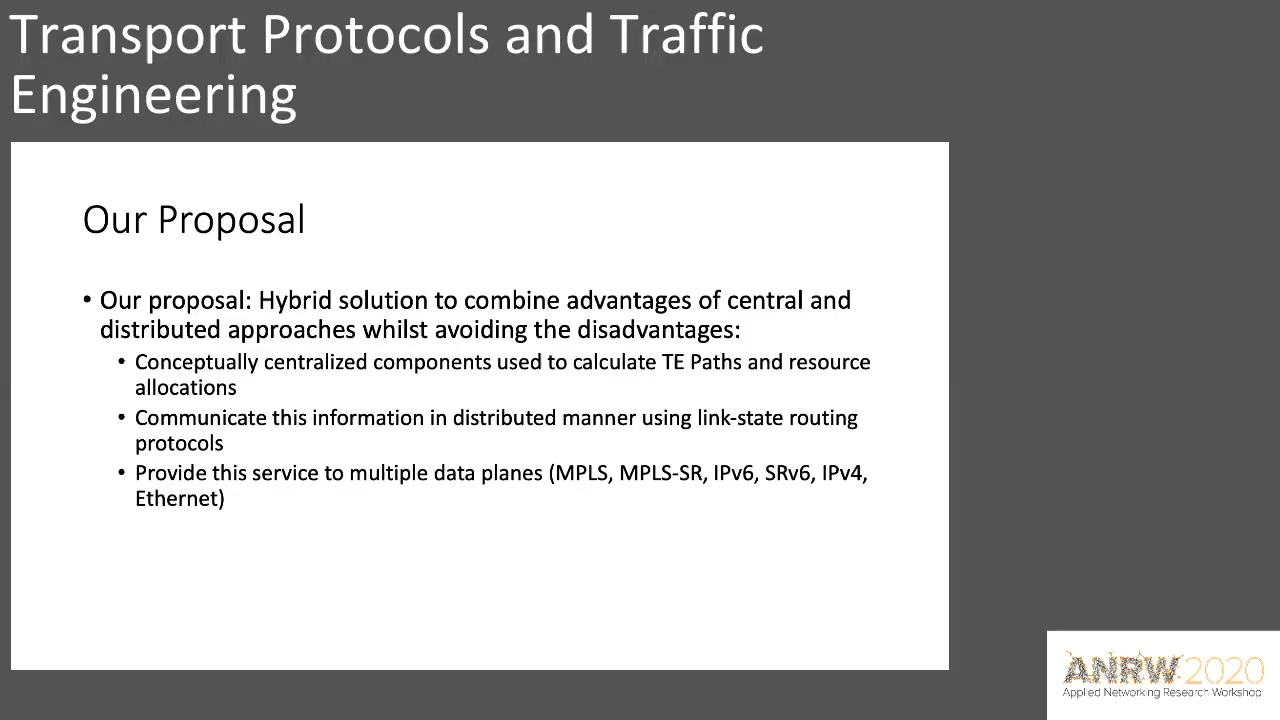 Transport Protocols and Traffic
Engineering
Our Proposal
• Our proposal: Hybrid solution to combine advantages of central and
distributed approaches whilst avoiding the disadvantages:
• Conceptually centralized components used to calculate TE Paths and resource
allocations
• Communicate this information in distributed manner using link-state routing
protocols
• Provide this service to multiple data planes (MPLS, MPLS-SR, IPv6, SRv6, IPv4,
Ethernet)
ANRW 2020
Applied Networking Research Workshop